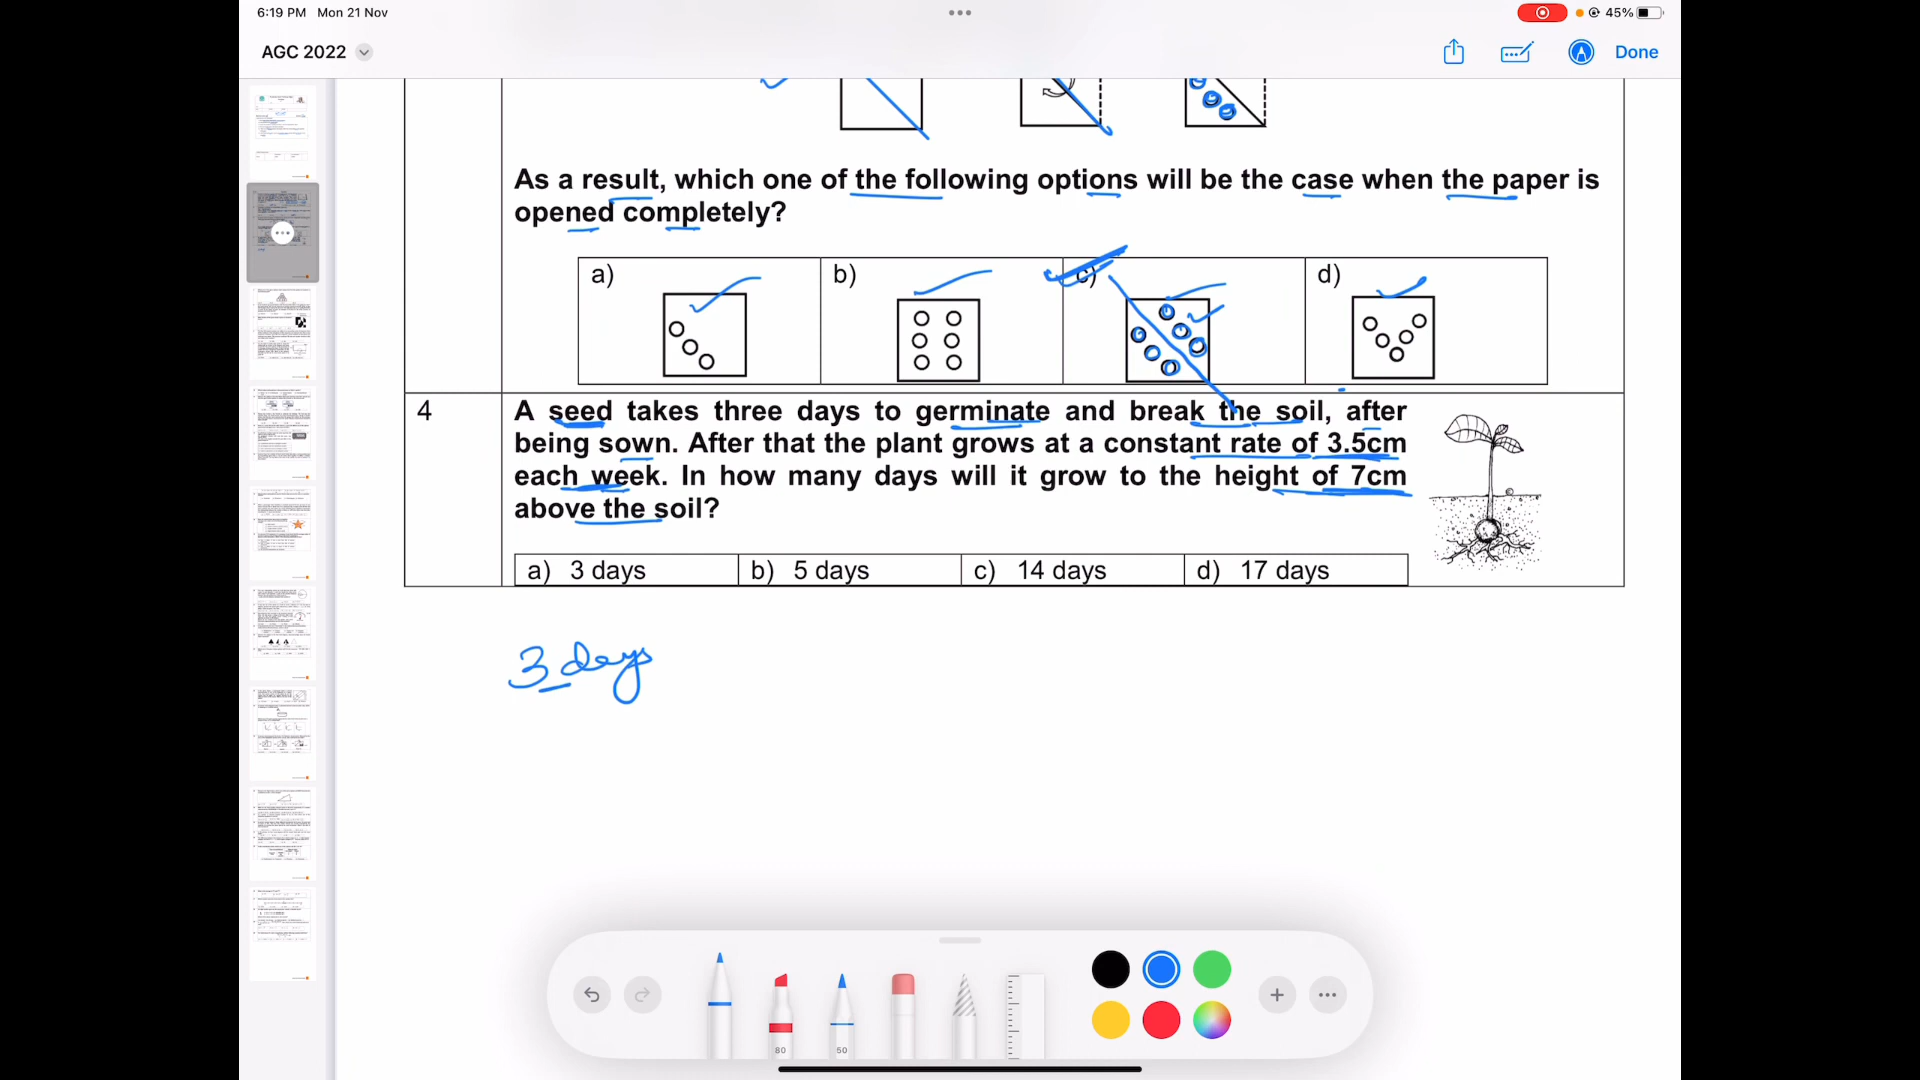 6:19 PM Mon 21 Nov
45%
AGC 2022
Done
As a result, which one of the following options will be the case when the paper is
opened completely?
a)
b)
c)
d)
4
A seed takes three days to germinate and break the soil, after
being sown. After that the plant grows at a constant rate of 3.5cm
each week. In how many days will it grow to the height of 7cm
above the soil?
a) 3 days
b) 5 days
c) 14 days
d) 17 days
3 days
80
50